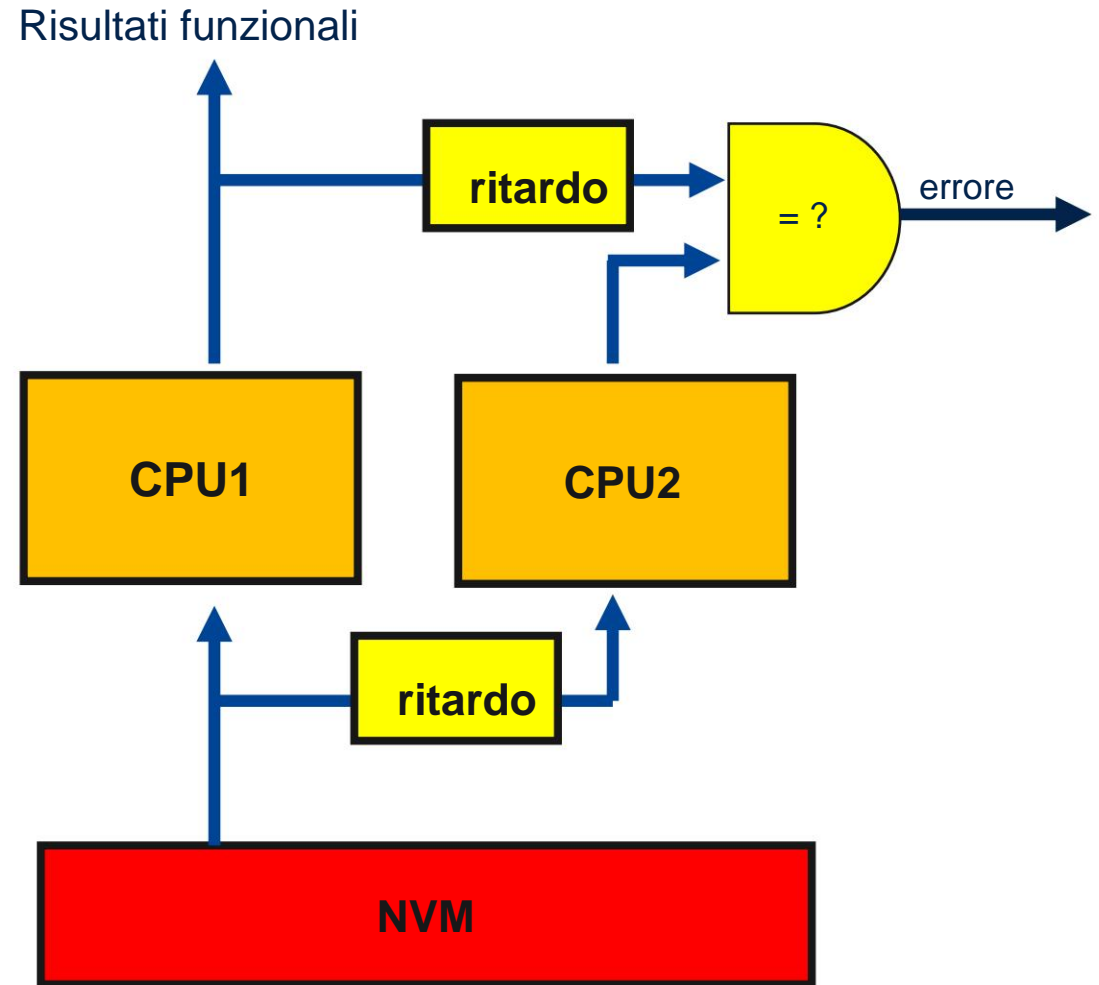 Risultati funzionali
ritardo
= ?
errore
CPU1
CPU2
ritardo
NVM